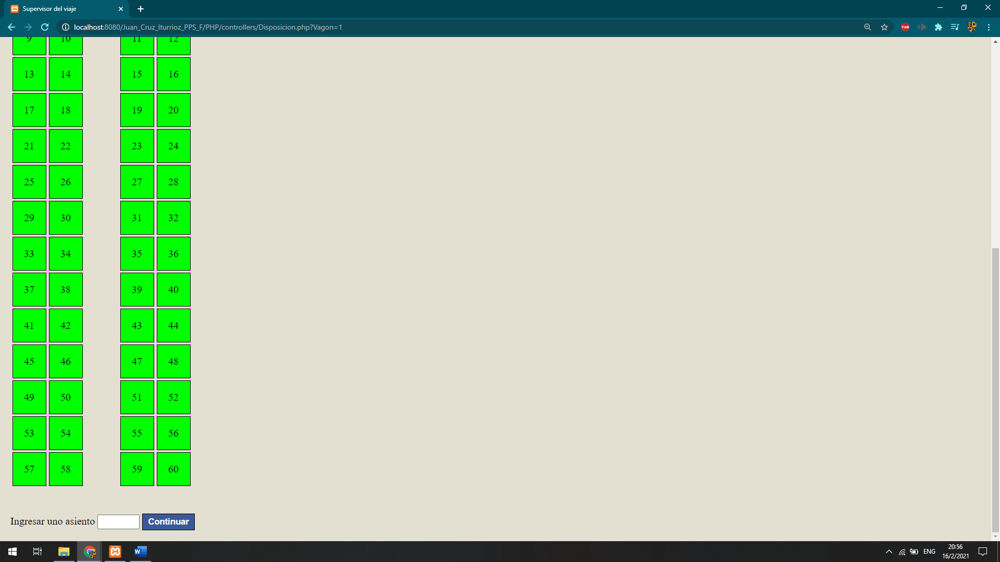 Supervisor del viaje
localhost:8080/Juan_Cruz_Iturrioz_PPS_F/PHP/controllers/Disposicion.php?Vagon=1
YAB
9 10 11 12
13 14 15 16
17 18 19 20
21 22 23 24
25 26 27 28
29 30 31 32
33 34 35 36
37 38 39 40
41 42 43 44
45 46 47 48
49 50 51 52
53 54 55 56
57 58 59 60
Ingresar uno asiento Continuar
W
ENG
20:56
16/2/2021